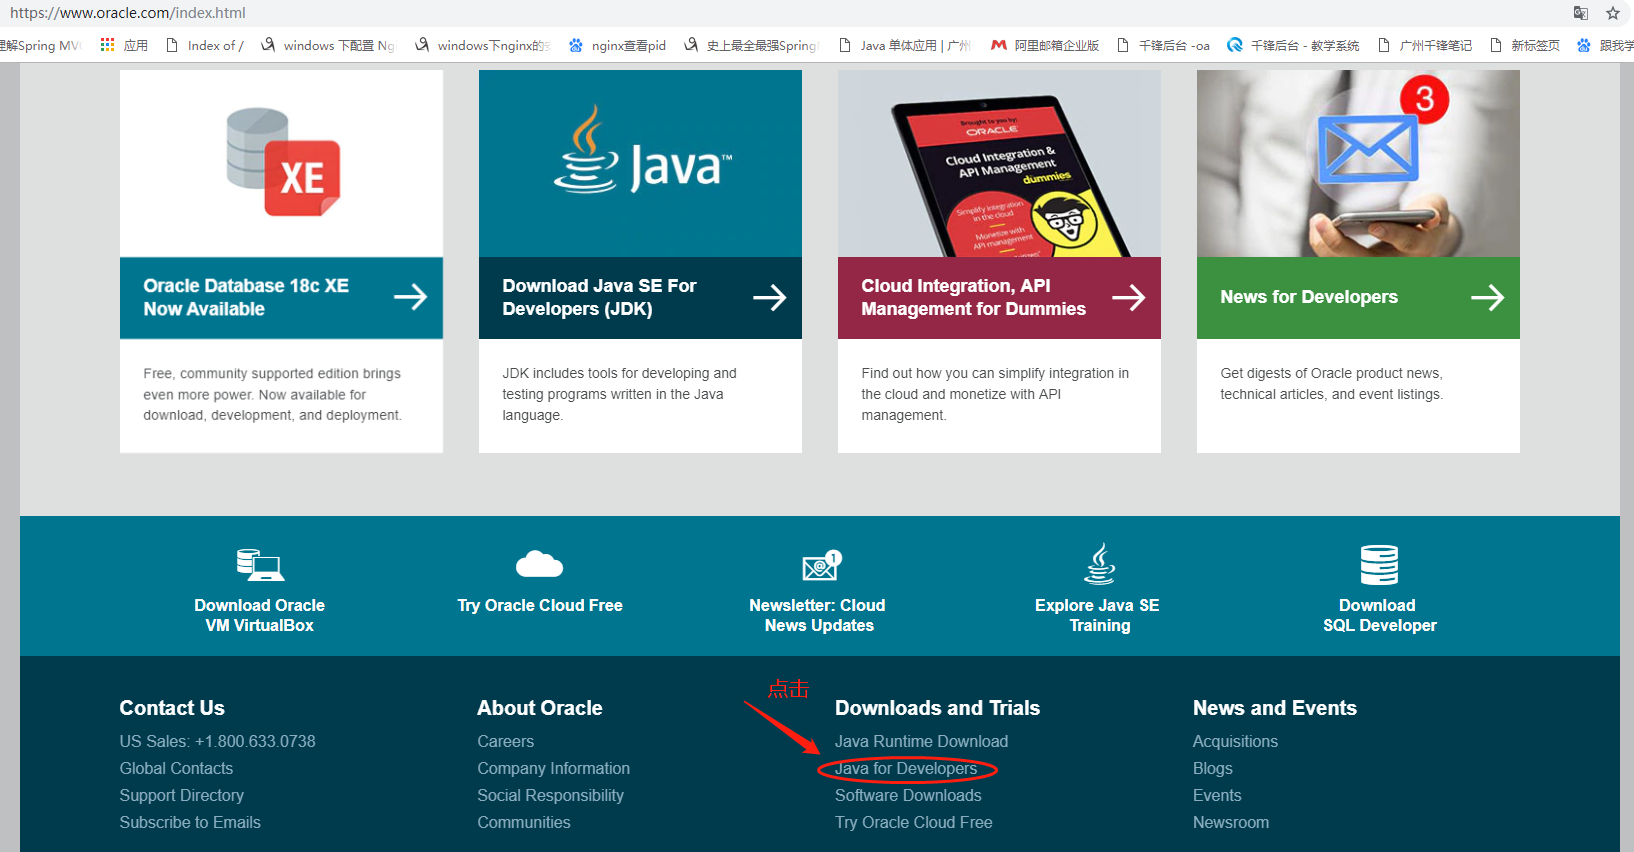 https://www.oracle.com/index.html
理解Spring MVC
应用
Index of /
windows 下配置 Ng
windows下nginx的
nginx查看pid
史上最全最强Spring
Java 单体应用 | 广州
阿里邮箱企业版
千锋后台 -oa
千锋后台 - 教学系统
广州千锋笔记
新标签页
跟我学
XE
Java™
Brought to you by:
ORACLE
Cloud Integration &
API Management
dummies
Simplify integration
in the cloud
Monetize with
API management
3
Oracle Database 18c XE
Now Available
Download Java SE For
Developers (JDK)
Cloud Integration, API
Management for Dummies
News for Developers
Free, community supported edition brings
even more power. Now available for
download, development, and deployment.
JDK includes tools for developing and
testing programs written in the Java
language.
Find out how you can simplify integration in
the cloud and monetize with API
management.
Get digests of Oracle product news,
technical articles, and event listings.
Download Oracle
VM VirtualBox
Try Oracle Cloud Free
@
1
Newsletter: Cloud
News Updates
Explore Java SE
Training
Download
SQL Developer
点击
Contact Us
US Sales: +1.800.633.0738
Global Contacts
Support Directory
Subscribe to Emails
About Oracle
Careers
Company Information
Social Responsibility
Communities
Downloads and Trials
Java Runtime Download
Java for Developers
Software Downloads
Try Oracle Cloud Free
News and Events
Acquisitions
Blogs
Events
Newsroom